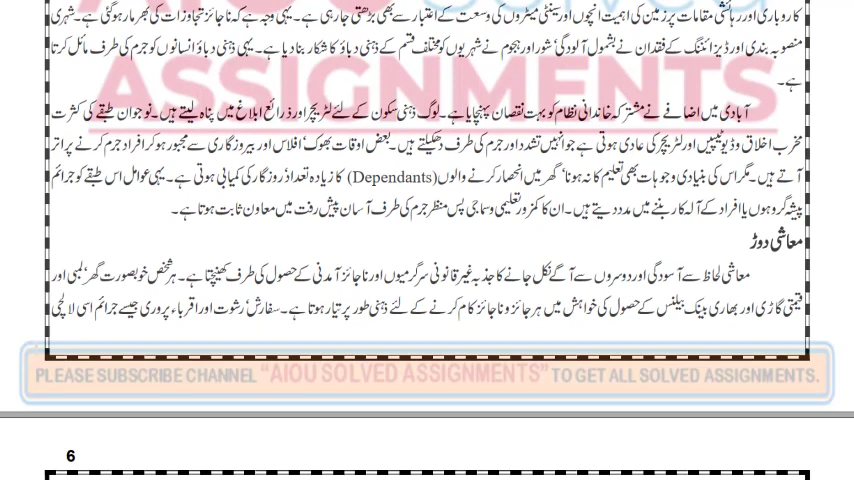 کاروباری اور رہائشی مقامات پر زمین کی اہمیت انچوں اور سینٹی میٹروں کی وسعت کے اعتبار سے بھی بڑھتی جا رہی ہے۔ یہی وجہ ہے کہ ناجائز تجاوزات کی بھرمار ہو گئی ہے۔ شہری
منصوبہ بندی اور ڈیزائننگ کے فقدان نے بشمول آلودگی' شور اور ہجوم نے شہریوں کو مختلف قسم کے ذہنی دباؤ کا شکار بنا دیا ہے۔ یہی ذہنی دباؤ انسانوں کو جرم کی طرف مائل کرتا
ہے۔
ASSIGNMENTS
آبادی میں اضافے نے مشترکہ خاندانی نظام کو بہت نقصان پہنچایا ہے۔ لوگ ذہنی سکون کے لئے لٹریچر اور ذرائع ابلاغ میں پناہ لیتے ہیں۔ نوجوان طبقے کی کثرت
مخرب اخلاق وڈیو ٹیپس اور لٹریچر کی عادی ہوتی ہے جو انہیں تشدد اور جرم کی طرف دھکیلتے ہیں۔ بعض اوقات بھوک' افلاس اور بیروزگاری سے مجبور ہو کر افراد جرم کرنے پر اتر
آتے ہیں۔ مگر اس کی بنیادی وجوہات بھی تعلیم کا نہ ہونا' گھر میں انحصار کرنے والوں (Dependants) کا زیادہ تعداد' روزگار کی کمیابی ہوتی ہے۔ یہی عوامل اس طبقے کو جرائم
پیشہ گروہوں یا افراد کے آلہ کار بننے میں مدد دیتے ہیں۔ ان کا کمزور تعلیمی و سماجی پس منظر جرم کی طرف آسان پیش رفت میں معاون ثابت ہوتا ہے۔
معاشی دوڑ
معاشی لحاظ سے آسودگی اور دوسروں سے آگے نکل جانے کا جذبہ غیر قانونی سرگرمیوں اور ناجائز آمدنی کے حصول کی طرف کھینچتا ہے۔ ہر شخص خوبصورت گھر' لمبی اور
قیمتی گاڑی اور بھاری بینک بیلنس کے حصول کی خواہش میں ہر جائز و ناجائز کام کرنے کے لئے ذہنی طور پر تیار ہوتا ہے۔ سفارش' رشوت اور اقرباء پروری جیسے جرائم اسی لالچی
PLEASE SUBSCRIBE CHANNEL "AIOU SOLVED ASSIGNMENTS" TO GET ALL SOLVED ASSIGNMENTS.
6